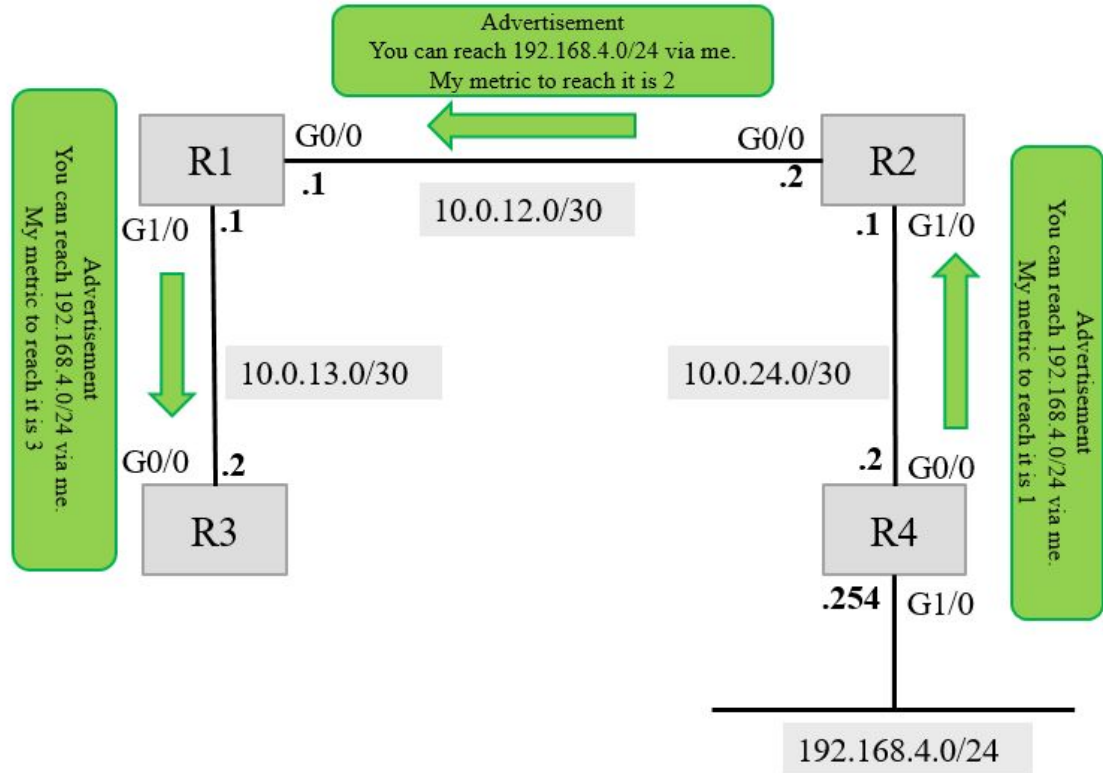 Advertisement
You can reach 192.168.4.0/24 via me.
My metric to reach it is 2
Advertisement
You can reach 192.168.4.0/24 via me.
My metric to reach it is 3
R1
G0/0
.1
G0/0
.2
R2
10.0.12.0/30
G1/0
.1
.1
G1/0
10.0.13.0/30
10.0.24.0/30
Advertisement
You can reach 192.168.4.0/24 via me.
My metric to reach it is 1
G0/0
.2
.2
G0/0
R3
R4
.254
G1/0
192.168.4.0/24